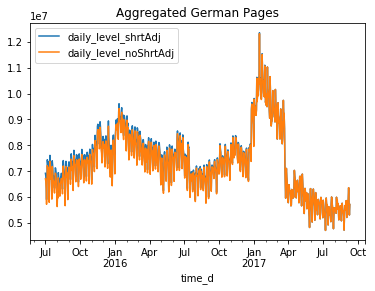 Aggregated German Pages
1e7
daily_level_shrtAdj
daily_level_noShrtAdj
1.2
1.1
1.0
0.9
0.8
0.7
0.6
0.5
Jul Oct Jan Apr Jul Oct Jan Apr Jul Oct
2016 2017
time_d